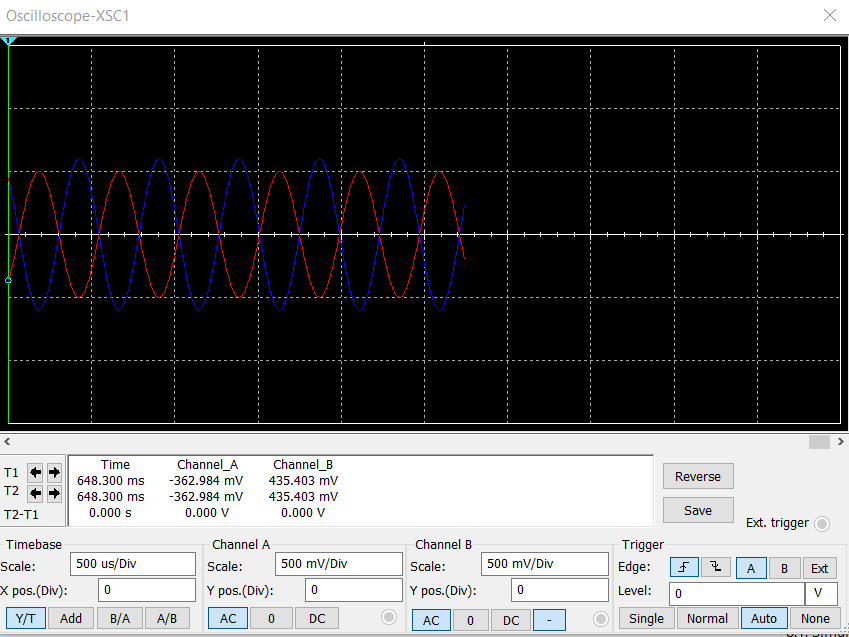 Oscilloscope-XSC1
1
Time Channel_A Channel_B
T1 648.300 ms -362.984 mV 435.403 mV
T2 648.300 ms -362.984 mV 435.403 mV
T2-T1 0.000 s 0.000 V 0.000 V
Reverse
Save
Ext. trigger
Timebase
Scale: 500 us/Div
X pos.(Div): 0
Y/T Add B/A A/B
Channel A
Scale: 500 mV/Div
Y pos.(Div): 0
AC 0 DC
Channel B
Scale: 500 mV/Div
Y pos.(Div): 0
AC 0 DC -
Trigger
Edge: A B Ext
Level: 0 V
Single Normal Auto None